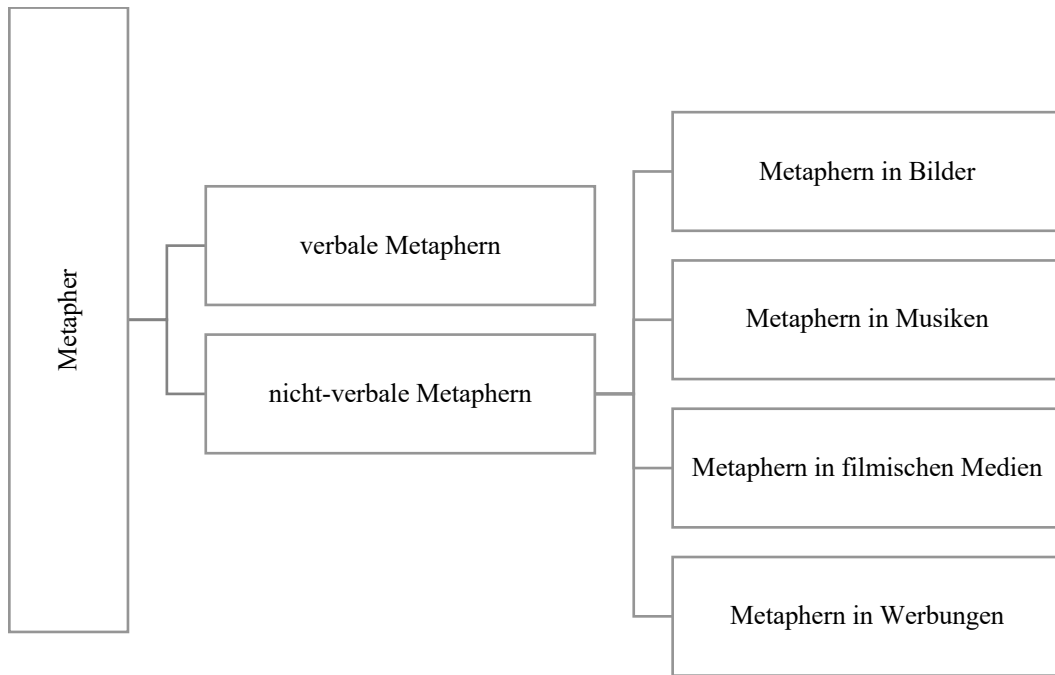 Metapher
verbale Metaphern
nicht-verbale Metaphern
Metaphern in Bilder
Metaphern in Musiken
Metaphern in filmischen Medien
Metaphern in Werbungen